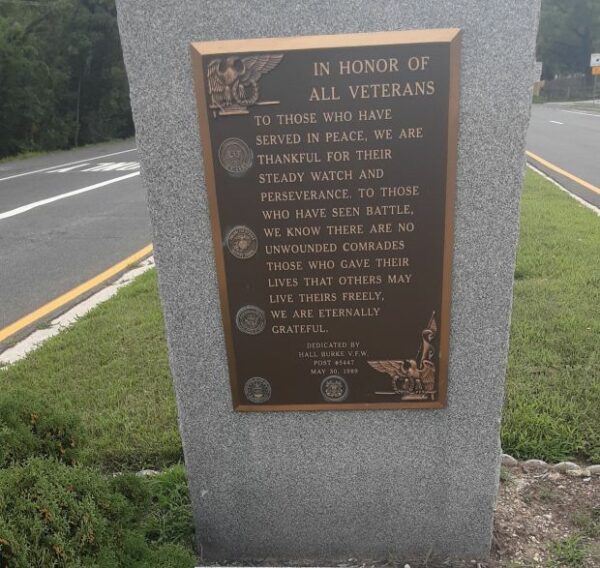 IN HONOR OF
ALL VETERANS
TO THOSE WHO HAVE
SERVED IN PEACE, WE ARE
THANKFUL FOR THEIR
STEADY WATCH AND
PERSEVERANCE. TO THOSE
WHO HAVE SEEN BATTLE,
WE KNOW THERE ARE NO
UNWOUNDED COMRADES
THOSE WHO GAVE THEIR
LIVES THAT OTHERS MAY
LIVE THEIRS FREELY,
WE ARE ETERNALLY
GRATEFUL.
DEDICATED BY
HALL BURKE V.F.W.
POST #5447
MAY 30, 1989